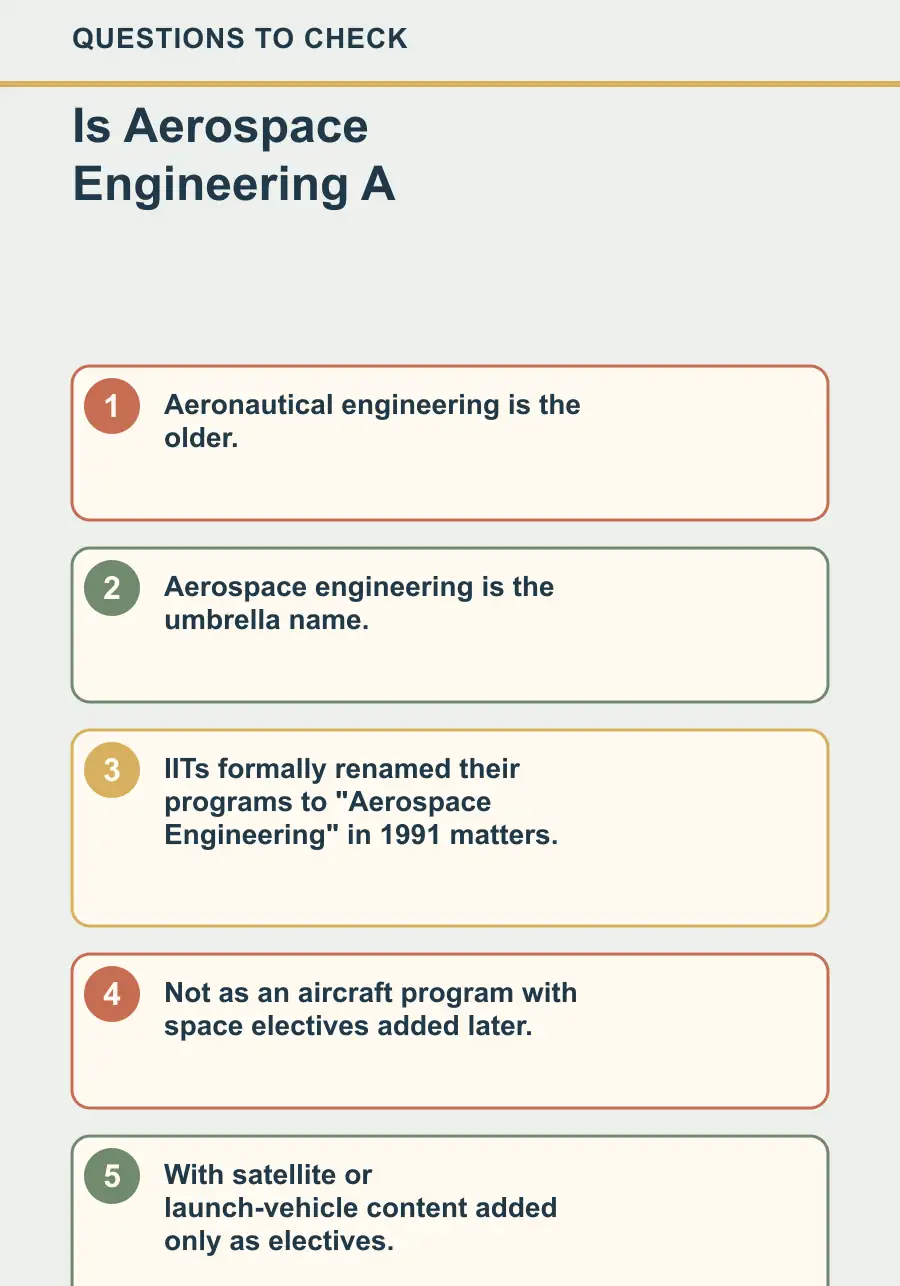 QUESTIONS TO CHECK
Is Aerospace
Engineering A
1
Aeronautical engineering is the
older.
2
Aerospace engineering is the
umbrella name.
3
IITs formally renamed their
programs to "Aerospace
Engineering" in 1991 matters.
4
Not as an aircraft program with
space electives added later.
5
With satellite or
launch-vehicle content added
only as electives.